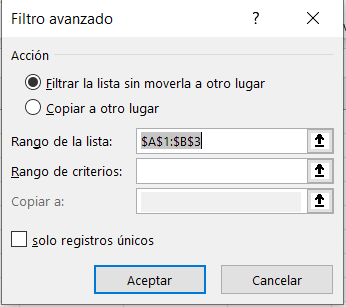 Filtro avanzado ? ×
Acción
Filtrar la lista sin moverla a otro lugar
Copiar a otro lugar
Rango de la lista: $A$1:$B$3
Rango de criterios:
Copiar a:
Solo registros únicos
Aceptar Cancelar